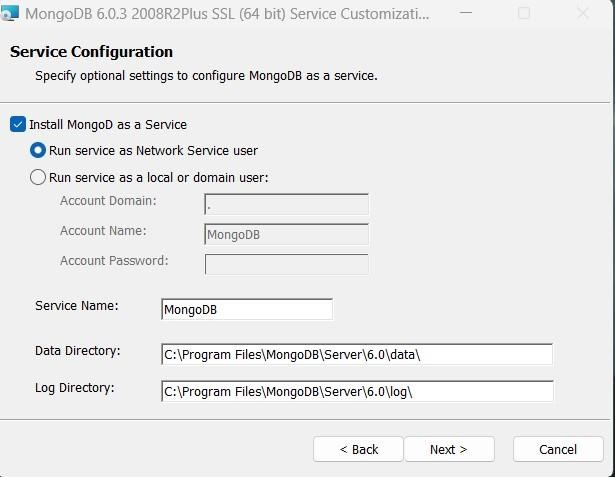 MongoDB 6.0.3 2008R2Plus SSL (64 bit) Service Customizati...
Service Configuration
Specify optional settings to configure MongoDB as a service.
Install MongoD as a Service
Run service as Network Service user
Run service as a local or domain user:
Account Domain: .
Account Name: MongoDB
Account Password:
Service Name: MongoDB
Data Directory: C:\Program Files\MongoDB\Server\6.0\data\
Log Directory: C:\Program Files\MongoDB\Server\6.0\log\
< Back Next > Cancel